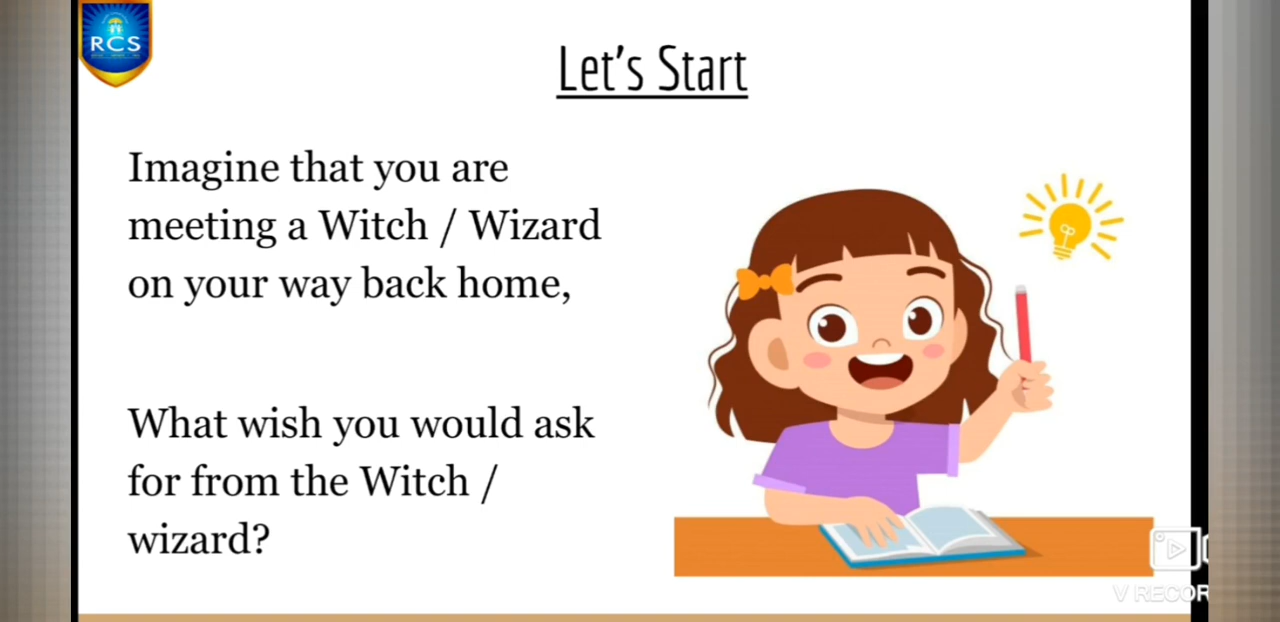 RCS
Let's Start
Imagine that you are
meeting a Witch / Wizard
on your way back home,
What wish you would ask
for from the Witch /
wizard?
V RECOR